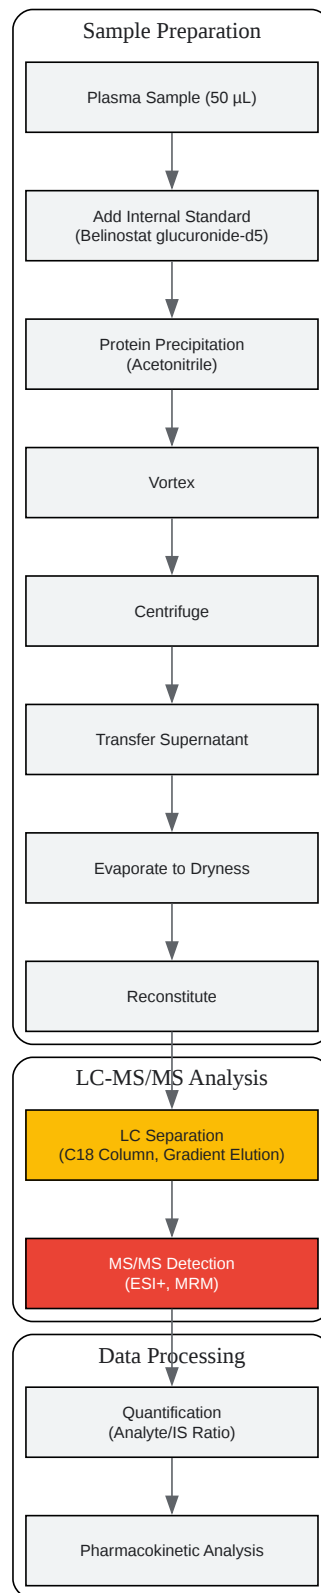 Sample Preparation
Plasma Sample (50 µL)
Add Internal Standard
(Belinostat glucuronide-d5)
Protein Precipitation
(Acetonitrile)
Vortex
Centrifuge
Transfer Supernatant
Evaporate to Dryness
Reconstitute
LC-MS/MS Analysis
LC Separation
(C18 Column, Gradient Elution)
MS/MS Detection
(ESI+, MRM)
Data Processing
Quantification
(Analyte/IS Ratio)
Pharmacokinetic Analysis